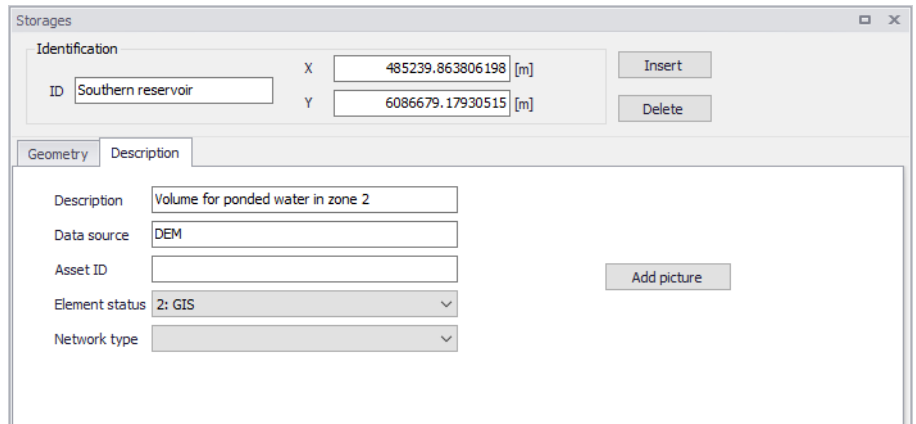 Storages
Identification
ID Southern reservoir
X 485239.863806198 [m]
Y 6086679.17930515 [m]
Insert
Delete
Geometry Description
Description Volume for ponded water in zone 2
Data source DEM
Asset ID
Element status 2: GIS
Network type
Add picture